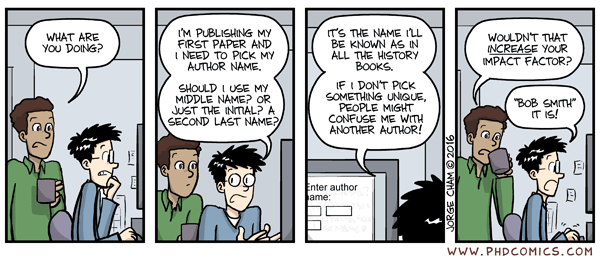 WHAT ARE
YOU DOING?
I'M PUBLISHING MY
FIRST PAPER AND
I NEED TO PICK MY
AUTHOR NAME.
SHOULD I USE MY
MIDDLE NAME? OR
JUST THE INITIAL? A
SECOND LAST NAME?
IT'S THE NAME I'LL
BE KNOWN AS IN
ALL THE HISTORY
BOOKS.
IF I DON'T PICK
SOMETHING UNIQUE,
PEOPLE MIGHT
CONFUSE ME WITH
ANOTHER AUTHOR!
Enter author
ame:
WOULDN'T THAT
INCREASE YOUR
IMPACT FACTOR?
"BOB SMITH"
IT IS!
JORGE CHAM © 2016
WWW.PHDCOMICS.COM